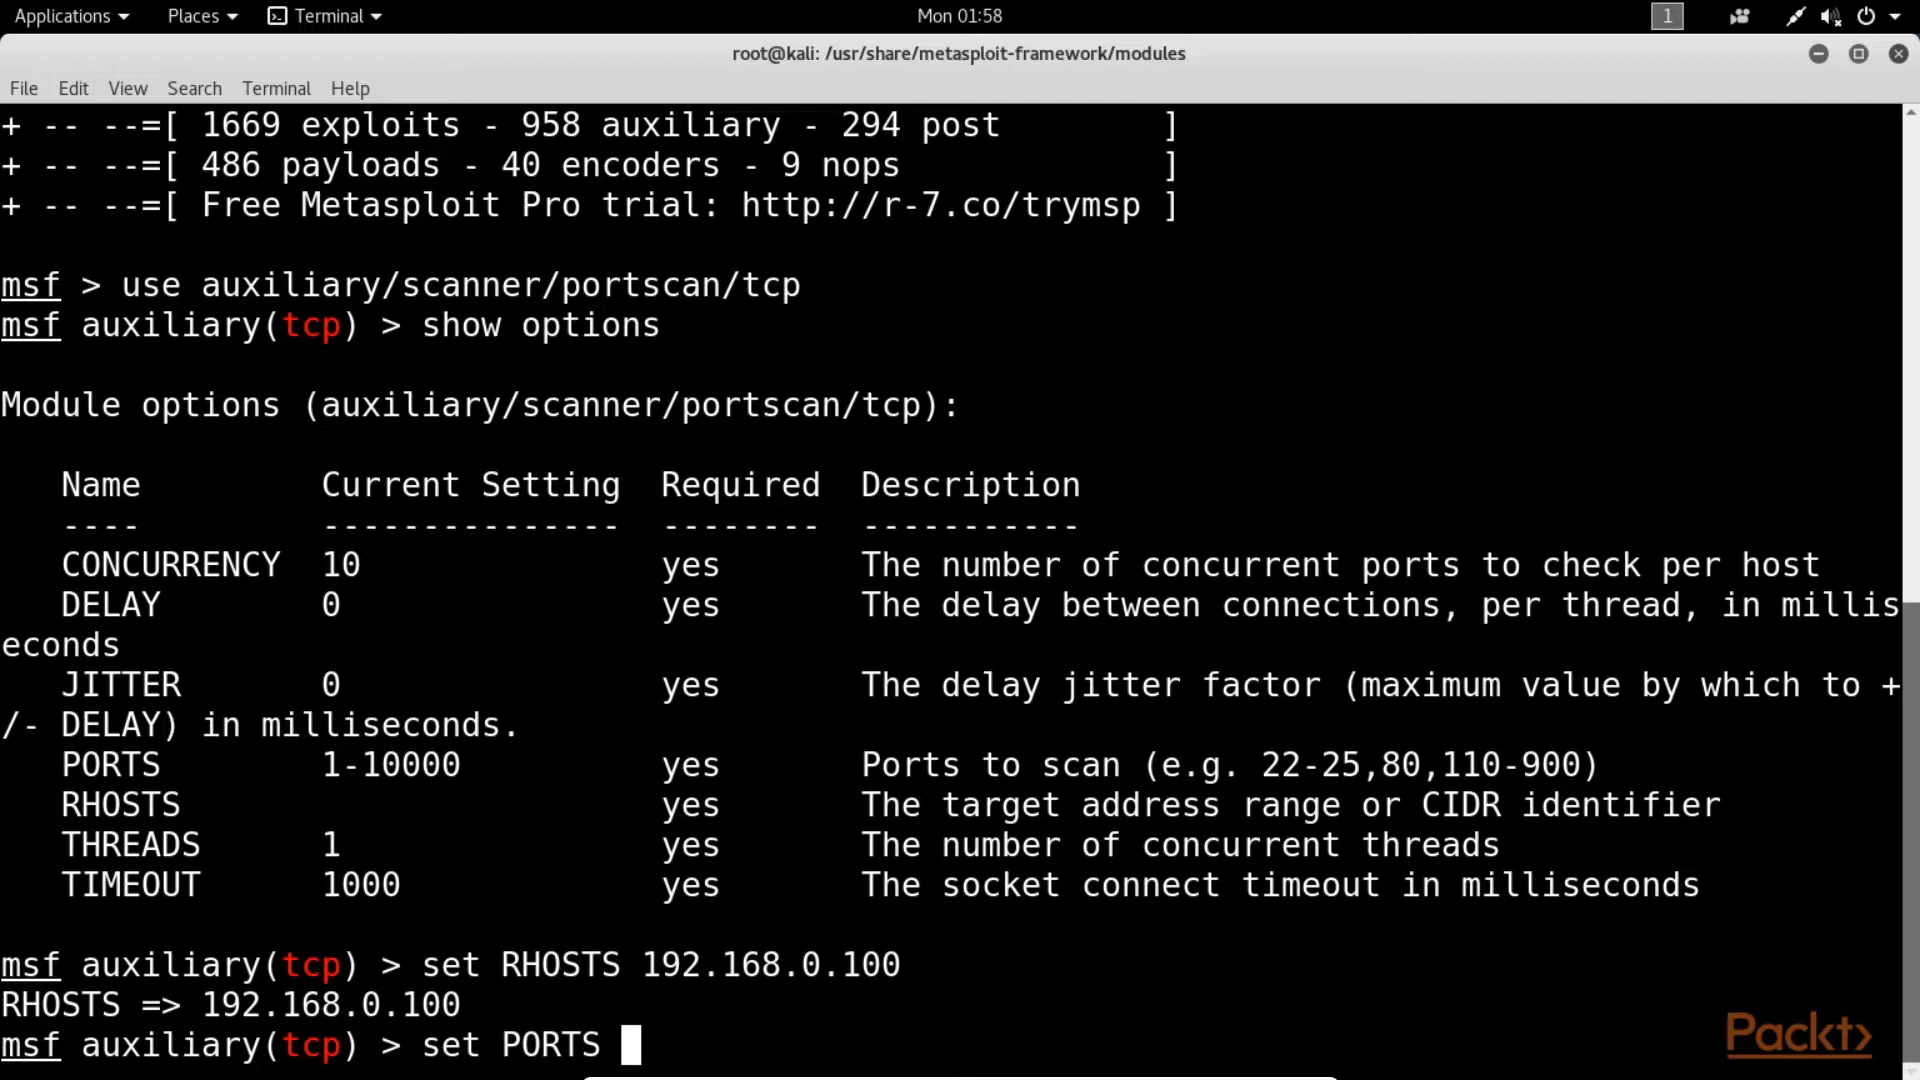 Applications Places Terminal Mon 01:58 1
root@kali: /usr/share/metasploit-framework/modules
File Edit View Search Terminal Help
+ -- --=[ 1669 exploits - 958 auxiliary - 294 post ]
+ -- --=[ 486 payloads - 40 encoders - 9 nops ]
+ -- --=[ Free Metasploit Pro trial: http://r-7.co/trymsp ]
msf > use auxiliary/scanner/portscan/tcp
msf auxiliary(tcp) > show options
Module options (auxiliary/scanner/portscan/tcp):
Name Current Setting Required Description
---- --------------- -------- -----------
CONCURRENCY 10 yes The number of concurrent ports to check per host
DELAY 0 yes The delay between connections, per thread, in millis
econds
JITTER 0 yes The delay jitter factor (maximum value by which to +
/- DELAY) in milliseconds.
PORTS 1-10000 yes Ports to scan (e.g. 22-25,80,110-900)
RHOSTS yes The target address range or CIDR identifier
THREADS 1 yes The number of concurrent threads
TIMEOUT 1000 yes The socket connect timeout in milliseconds
msf auxiliary(tcp) > set RHOSTS 192.168.0.100
RHOSTS => 192.168.0.100
msf auxiliary(tcp) > set PORTS
Packt>